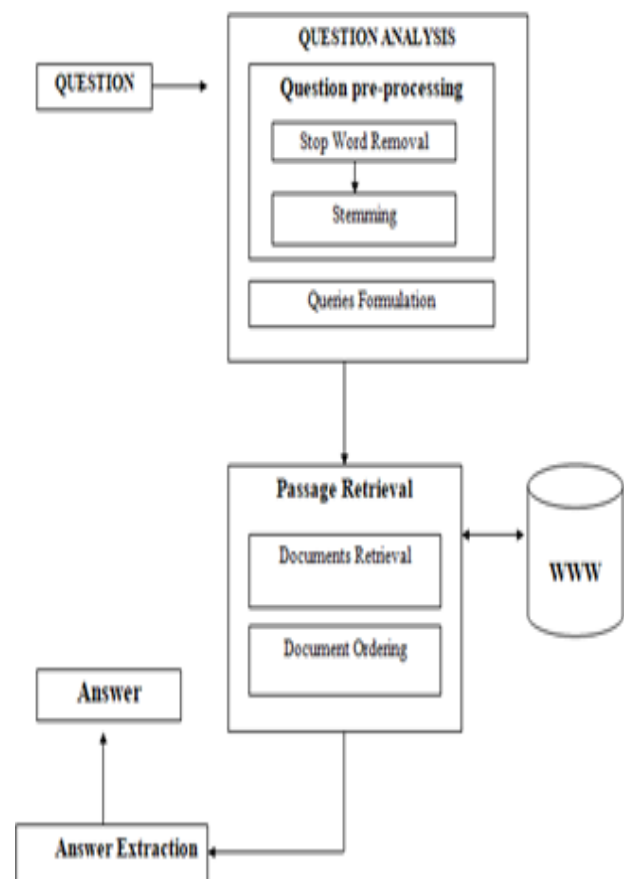 QUESTION ANALYSIS
QUESTION
Question pre-processing
Stop Word Removal
Stemming
Queries Formulation
Passage Retrieval
Documents Retrieval
WWW
Document Ordering
Answer
Answer Extraction